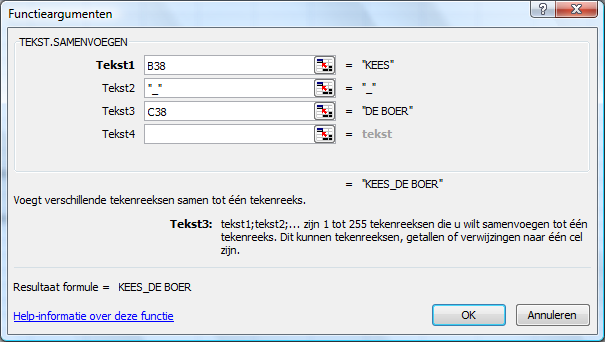 Functieargumenten
TEKST.SAMENVOEGEN
Tekst1 B38 = "KEES"
Tekst2 "_" = "_"
Tekst3 C38 = "DE BOER"
Tekst4 = tekst
= "KEES_DE BOER"
Voegt verschillende tekenreeksen samen tot één tekenreeks.
Tekst3: tekst1;tekst2;... zijn 1 tot 255 tekenreeksen die u wilt samenvoegen tot één
tekenreeks. Dit kunnen tekenreeksen, getallen of verwijzingen naar één cel
zijn.
Resultaat formule = KEES_DE BOER
Help-informatie over deze functie
OK Annuleren